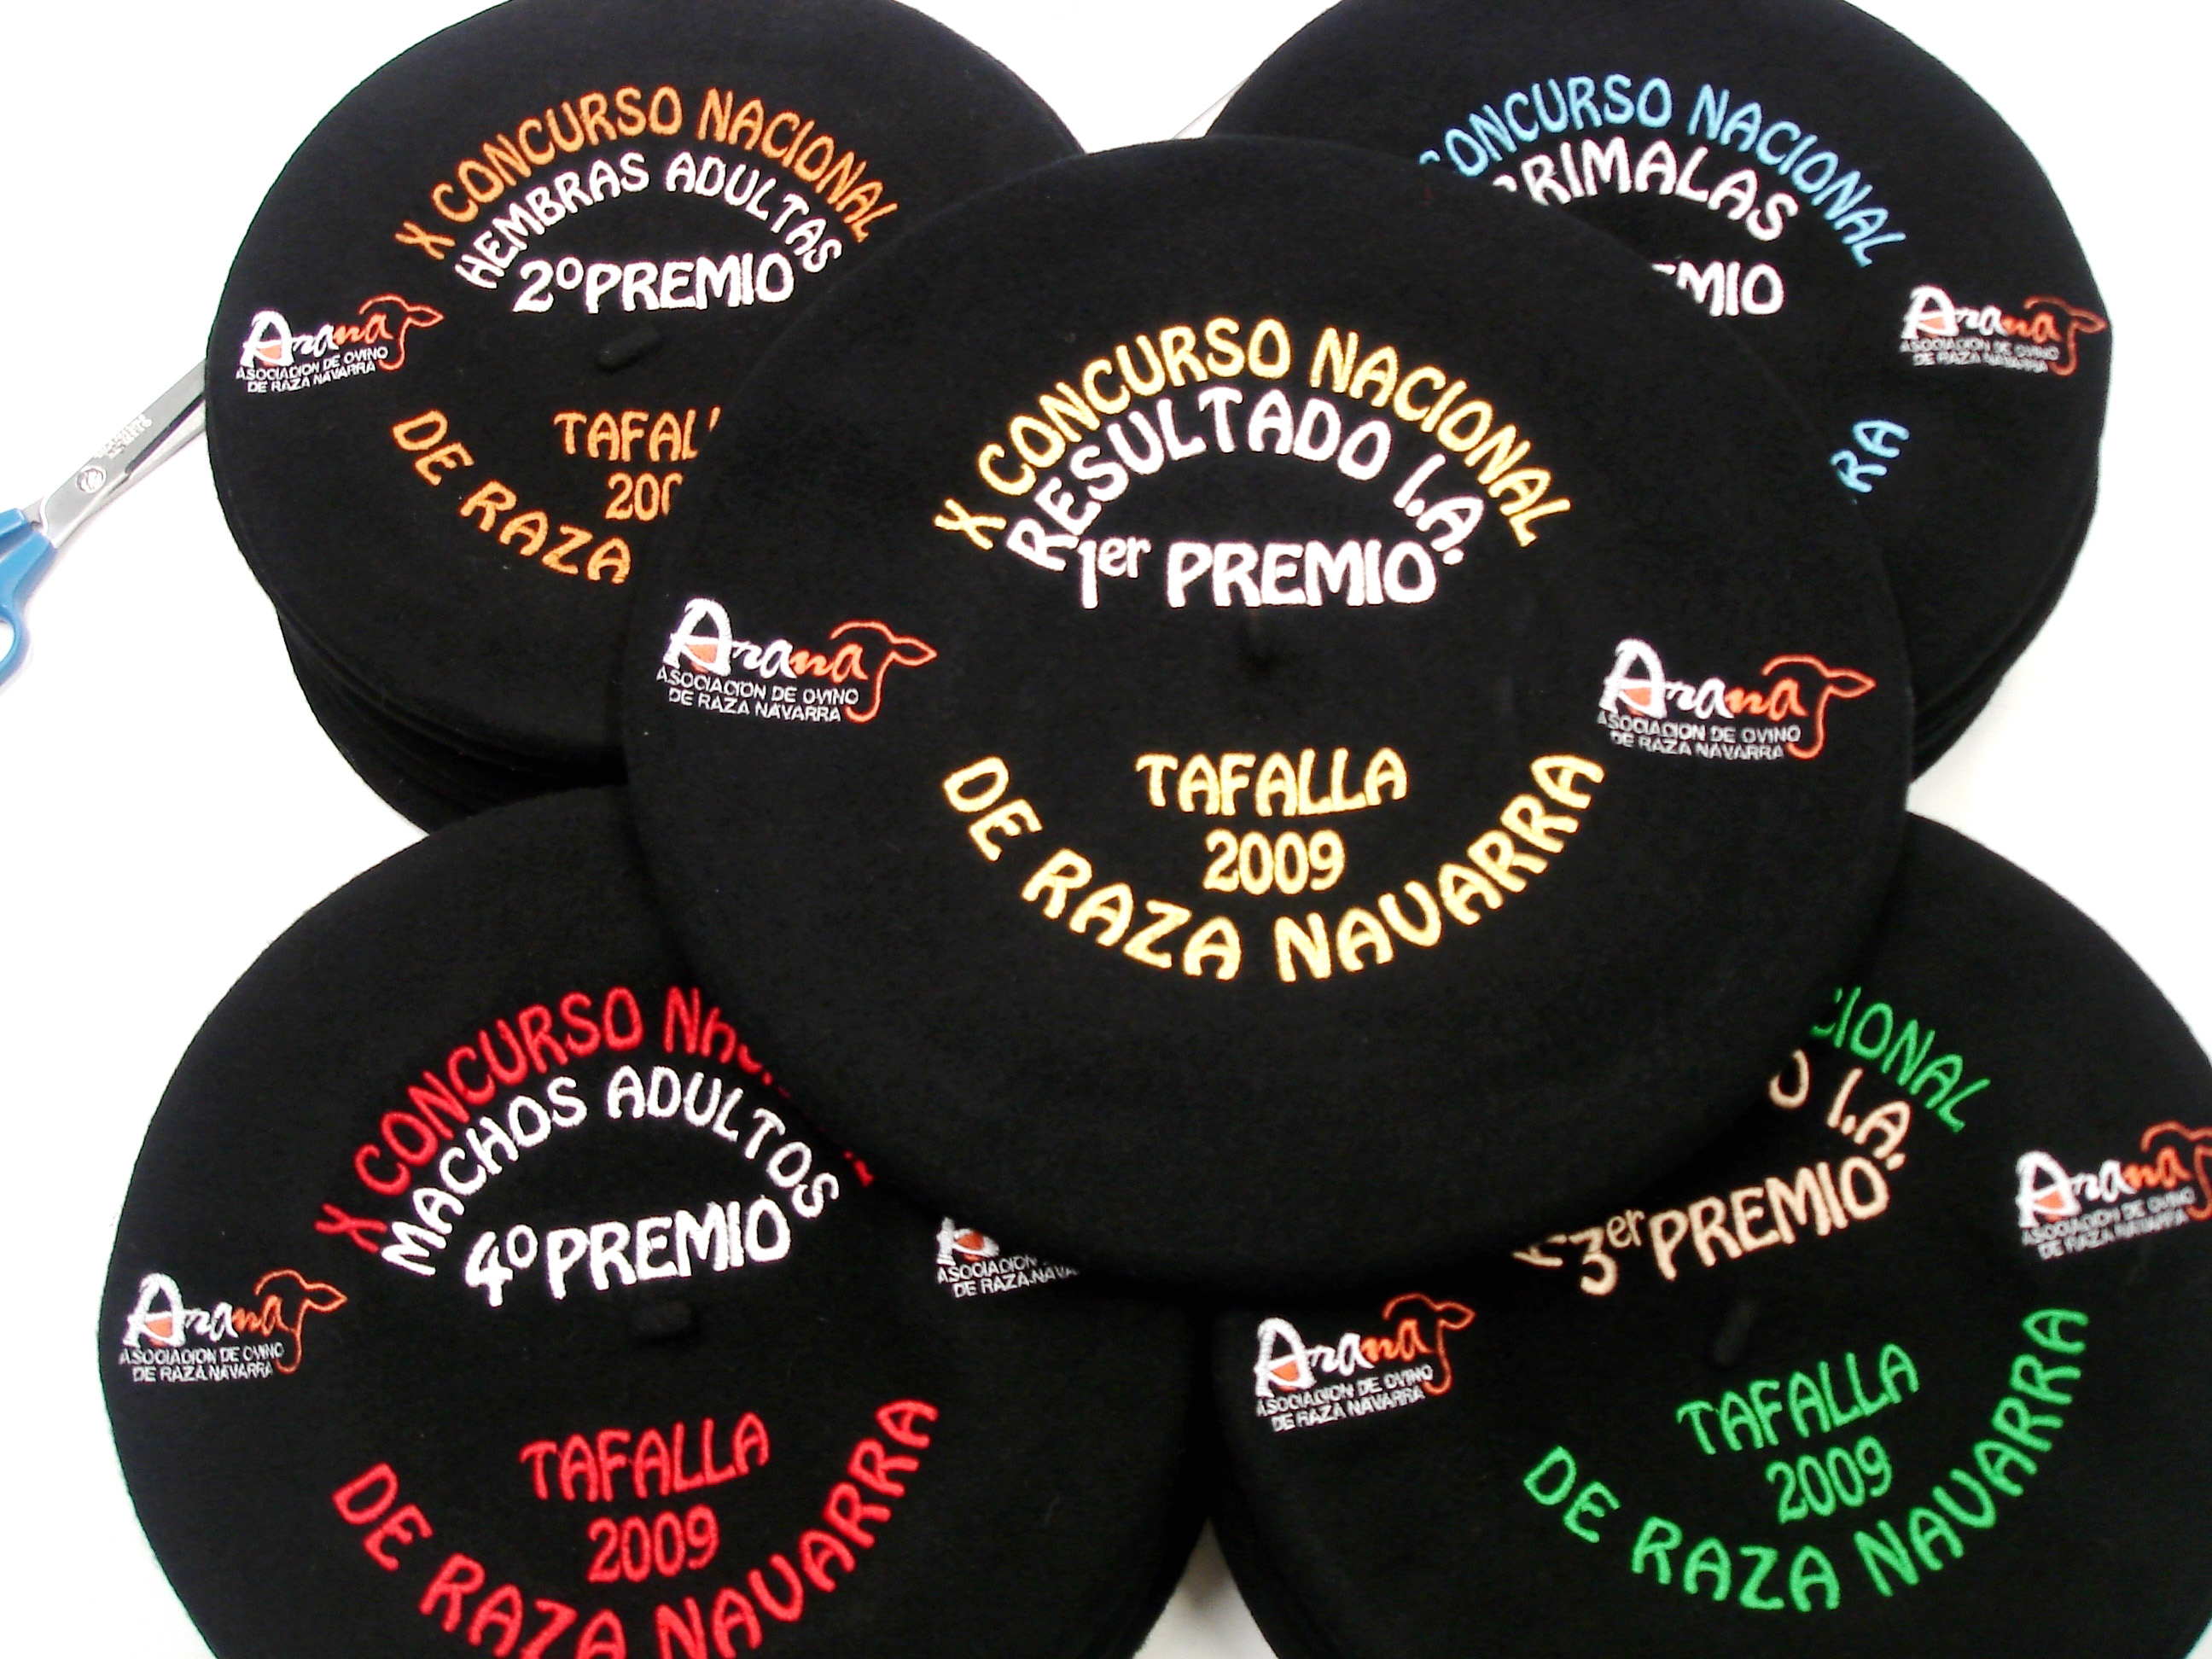 X CONCURSO NACIONAL
HEMBRAS ADULTAS
2º PREMIO
Arana
ASOCIACION DE OVINO
DE RAZA NAVARRA
DE RAZA
CONCURSO NACIONAL
PREMIO
Arana
ASOCIACION DE OVINO
DE RAZA NAVARRA
X CONCURSO NACIONAL
RESULTADO I.A.
1er PREMIO
Arana
ASOCIACION DE OVINO
DE RAZA NAVARRA
Arana
ASOCIACION DE OVINO
DE RAZA NAVARRA
TAFALLA
2009
DE RAZA NAVARRA
X CONCURSO
MACHOS ADULTOS
4º PREMIO
Arana
ASOCIACION DE OVINO
DE RAZA NAVARRA
ASOCIACION
DE RAZA
TAFALLA
2009
DE RAZA NAVARRA
I.A.
3er PREMIO
Arana
ASOCIACION DE OVINO
DE RAZA NAVARRA
Arana
ASOCIACION DE OVINO
DE RAZA NAVARRA
TAFALLA
2009
DE RAZA NAVARRA